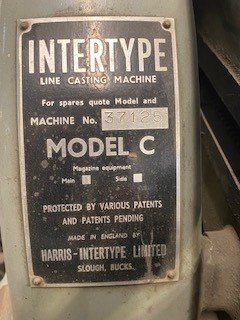 INTERTYPE
LINE CASTING MACHINE
For spares quote Model and
MACHINE No. 37125
MODEL C
Magazine equipment
Main Side
PROTECTED BY VARIOUS PATENTS
AND PATENTS PENDING
MADE IN ENGLAND BY
HARRIS-INTERTYPE LIMITED
SLOUGH, BUCKS.